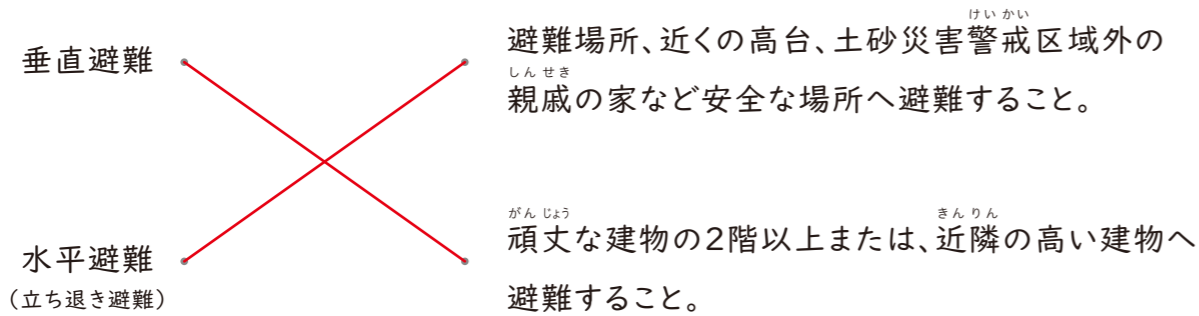 垂直避難
避難場所、近くの高台、土砂災害警戒区域外の
けいかい
親戚の家など安全な場所へ避難すること。
しんせき
水平避難
（立ち退き避難）
頑丈な建物の2階以上または、近隣の高い建物へ
がんじょう
きんりん
避難すること。